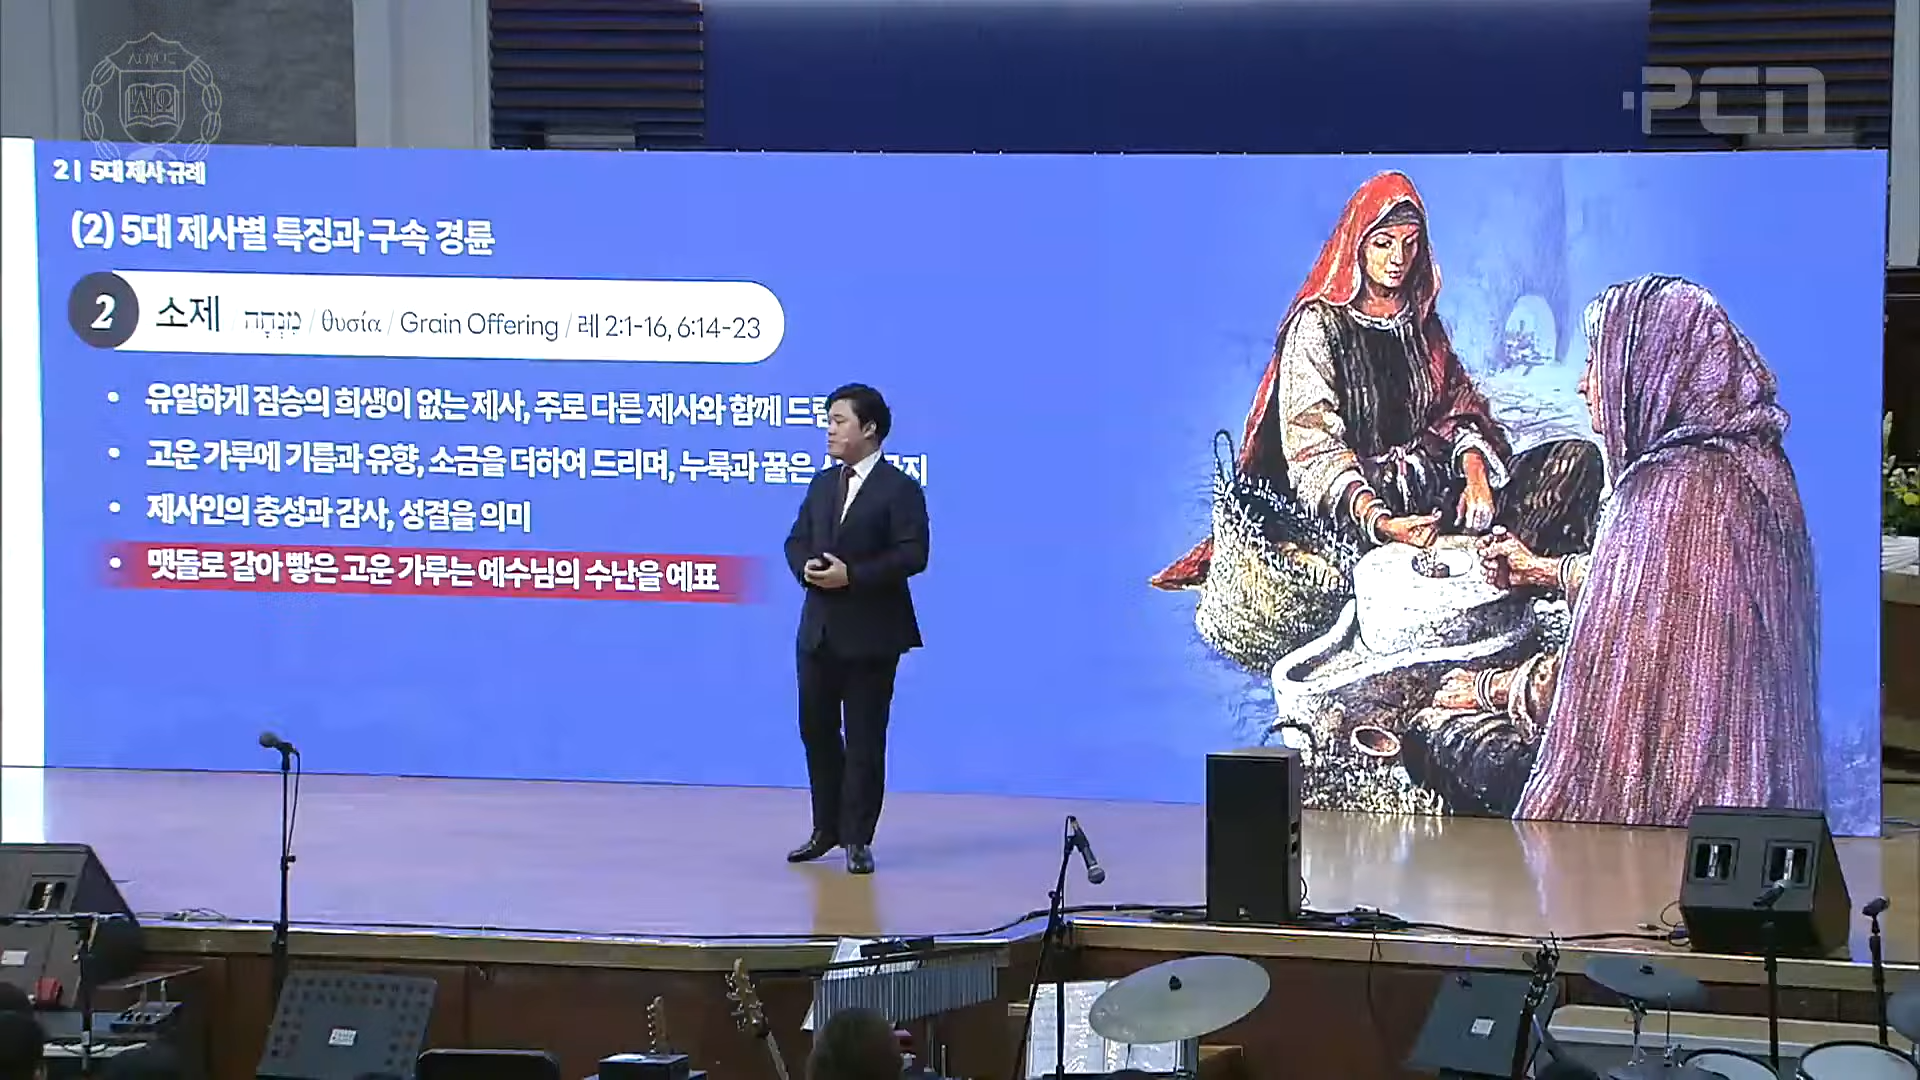 ΛΟΓΟΣ
ΑΩ
PCN
2 | 5대 제사 규례
(2) 5대 제사별 특징과 구속 경륜
2 소제 / מִנְחָה / θυσία / Grain Offering / 레 2:1-16, 6:14-23
• 유일하게 짐승의 희생이 없는 제사, 주로 다른 제사와 함께
• 고운 가루에 기름과 유향, 소금을 더하여 드리며, 누룩과 꿀은
• 제사인의 충성과 감사, 성결을 의미
• 맷돌로 갈아 빻은 고운 가루는 예수님의 수난을 예표